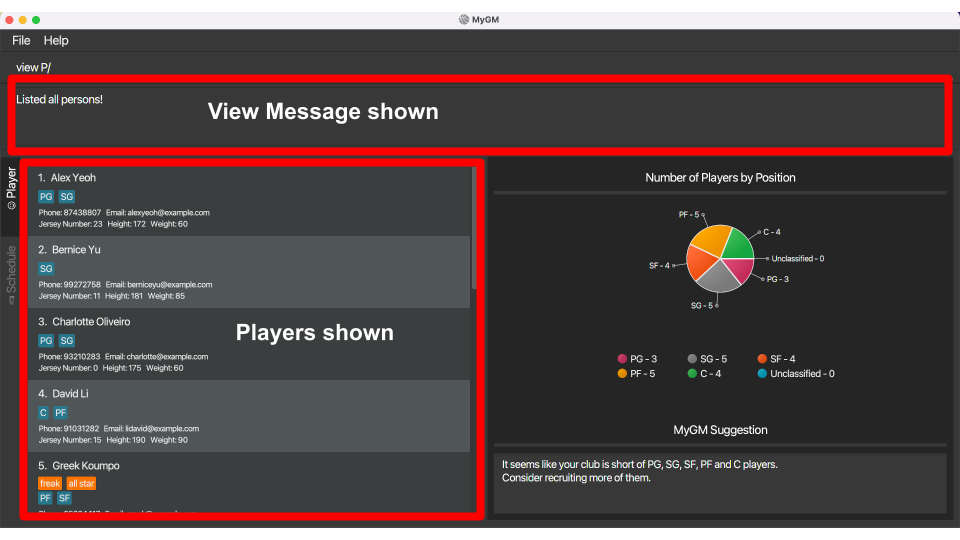 MyGM
File Help
view P/
Listed all persons!
View Message shown
Player
Schedule
1. Alex Yeoh
PG SG
Phone: 87438807 Email: alexyeoh@example.com
Jersey Number: 23 Height: 172 Weight: 60
2. Bernice Yu
SG
Phone: 99272758 Email: berniceyu@example.com
Jersey Number: 11 Height: 181 Weight: 85
3. Charlotte Oliveiro
PG SG
Phone: 93210283 Email: charlotte@example.com
Jersey Number: 0 Height: 175 Weight: 60
Players shown
4. David Li
C PF
Phone: 91031282 Email: lidavid@example.com
Jersey Number: 15 Height: 190 Weight: 90
5. Greek Koumpo
freak all star
PF SF
Number of Players by Position
PF - 5
C - 4
Unclassified - 0
SF - 4
PG - 3
SG - 5
PG - 3 SG - 5 SF - 4
PF - 5 C - 4 Unclassified - 0
MyGM Suggestion
It seems like your club is short of PG, SG, SF, PF and C players.
Consider recruiting more of them.